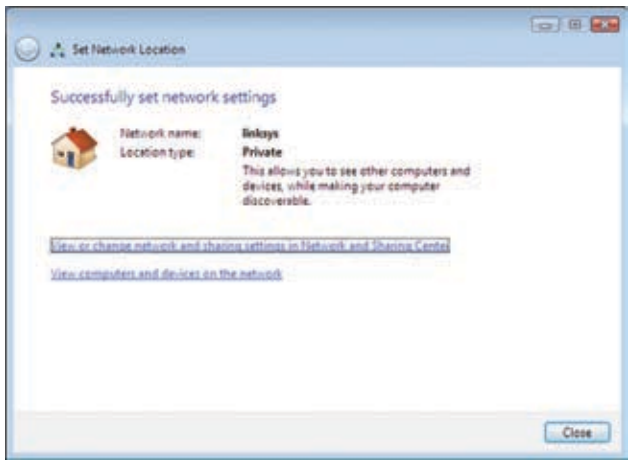 Set Network Location
Successfully set network settings
Network name: linksys
Location type: Private
This allows you to see other computers and
devices, while making your computer
discoverable.
View or change network and sharing settings in Network and Sharing Center
View computers and devices on the network
Close